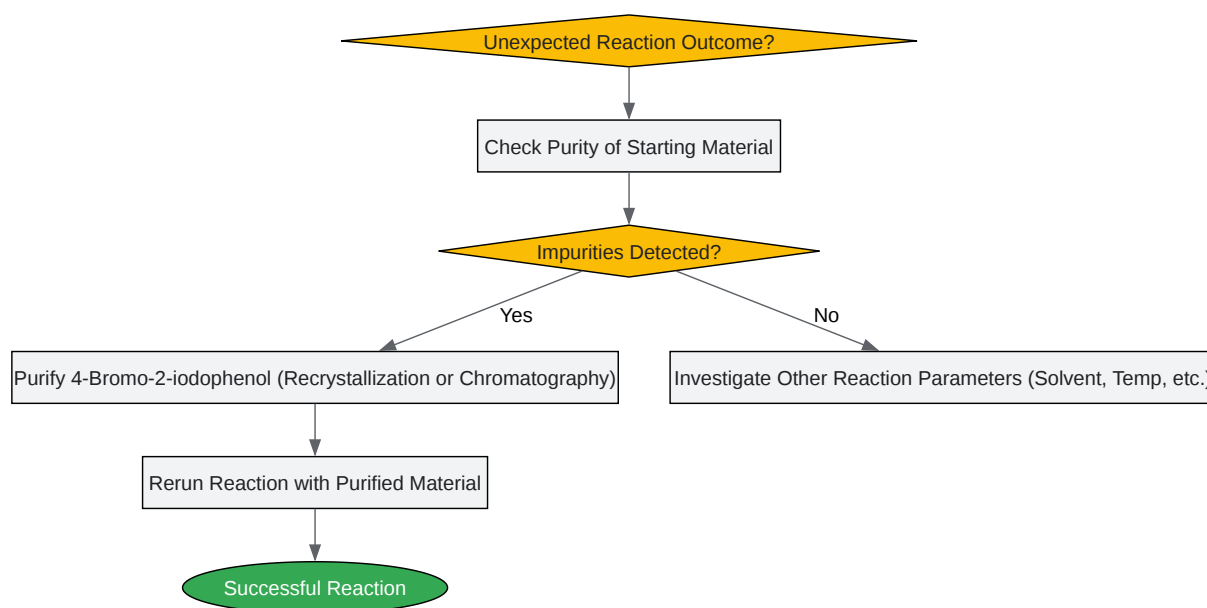 Unexpected Reaction Outcome?
Check Purity of Starting Material
Impurities Detected?
Yes
No
Purify 4-Bromo-2-iodophenol (Recrystallization or Chromatography)
Investigate Other Reaction Parameters (Solvent, Temp, etc.)
Rerun Reaction with Purified Material
Successful Reaction